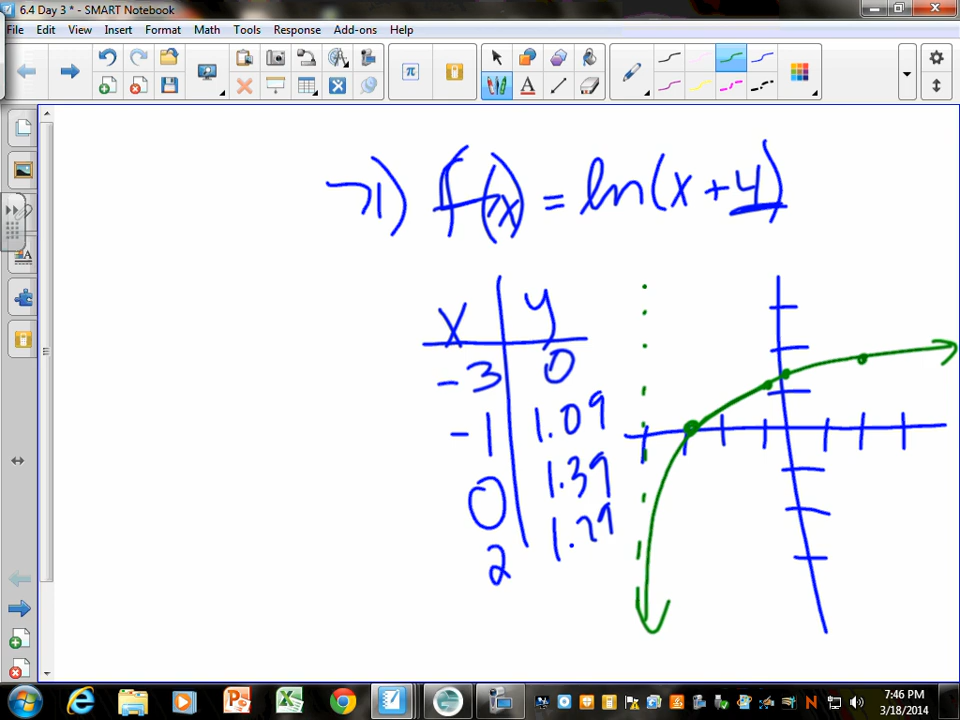 6.4 Day 3 * - SMART Notebook
File Edit View Insert Format Math Tools Response Add-ons Help
71) f(x) = ln(x+4)
x y
-3 0
-1 1.09
0 1.39
2 1.79
7:46 PM
3/18/2014